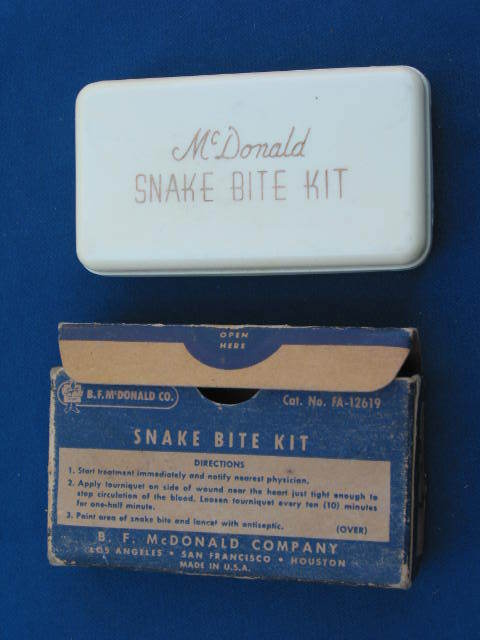 McDonald
SNAKE BITE KIT
OPEN
HERE
B. F. McDONALD CO.
Cat. No. FA-12619
SNAKE BITE KIT
DIRECTIONS
1. Start treatment immediately and notify nearest physician.
2. Apply tourniquet on side of wound near the heart just tight enough to
stop circulation of the blood. Loosen tourniquet every ten (10) minutes
for one-half minute.
3. Paint area of snake bite and lancet with antiseptic.
(OVER)
B. F. McDONALD COMPANY
LOS ANGELES • SAN FRANCISCO • HOUSTON
MADE IN U.S.A.